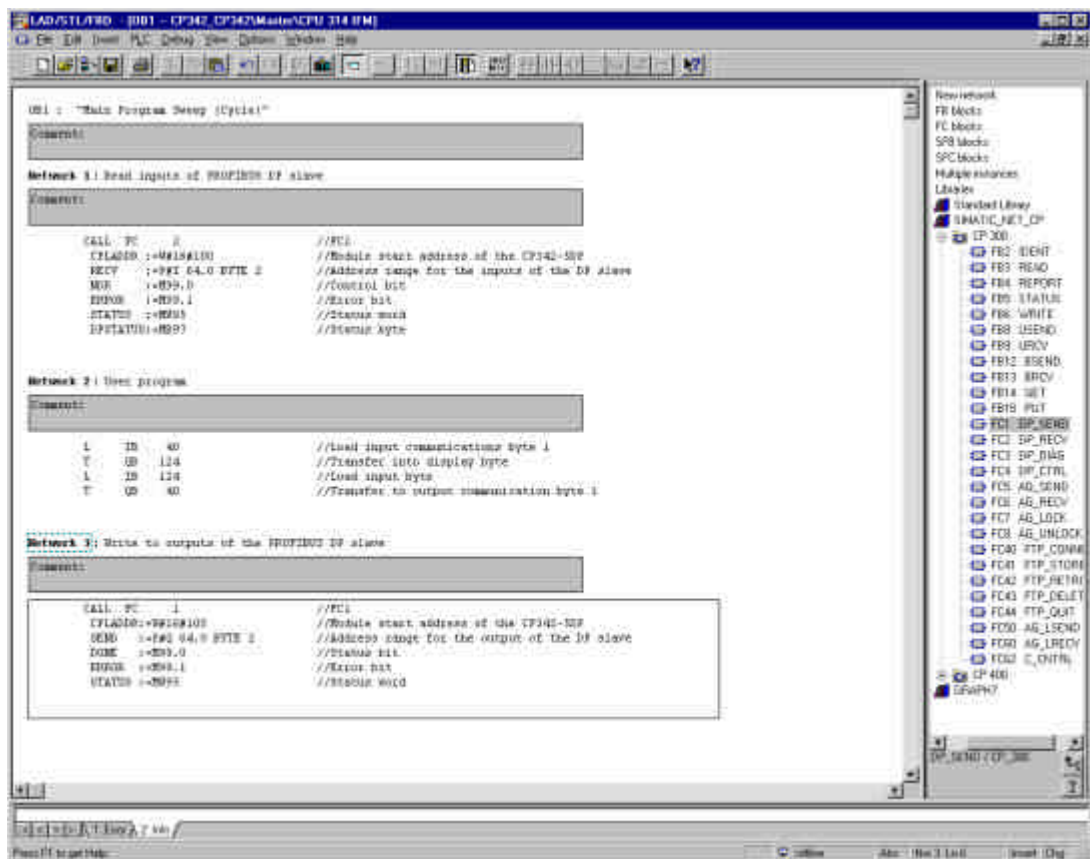 LAD/STL/FBD - [OB1 - CP342_CP342\Master\CPU 314 IFM]
File Edit Insert PLC Debug View Options Window Help
OB1 : "Main Program Sweep (Cycle)"
Comment:
Network 1: Read inputs of PROFIBUS DP slave
Comment:
CALL FC 2 //FC2
CPLADDR :=W#16#100 //Module start address of the CP342-5DP
RECV :=P#I 64.0 BYTE 2 //Address range for the inputs of the DP slave
NDR :=M99.0 //Control bit
ERROR :=M99.1 //Error bit
STATUS //Status word
DPSTATUS:=MB97 //Status byte
Network 2: User program
Comment:
L IB //Load input communications byte 1
T QB 124 //Transfer into display byte
L IB 124 //Load input byte
T QB //Transfer to output communication byte 1
Network 3: Write to outputs of the PROFIBUS DP slave
Comment:
CALL FC 1 //FC1
CPLADDR:=W#16#100 //Module start address of the CP342-5DP
SEND BYTE 2 //Address range for the output of the DP slave
DONE //Status bit
ERROR //Error bit
STATUS //Status word
New network
FB blocks
FC blocks
SFB blocks
SFC blocks
Multiple instances
Libraries
Standard Library
SIMATIC_NET_CP
CP 300
FB2 IDENT
FB3 READ
FB4 REPORT
FB5 STATUS
FB6 WRITE
FB8 USEND
FB9 URCV
FB12 BSEND
FB13 BRCV
FB14 GET
FB15 PUT
FC1 DP_SEND
FC2 DP_RECV
FC3 DP_DIAG
FC4 DP_CTRL
FC5 AG_SEND
FC6 AG_RECV
FC7 AG_LOCK
FC8 AG_UNLOCK
FC40 FTP_CONNE
FC41 FTP_STORE
FC42 FTP_RETRI
FC43 FTP_DELET
FC44 FTP_QUIT
FC50 AG_LSEND
FC60 AG_LRECV
FC62 C_CNTRL
CP 400
GRAPH7
DP_SEND / CP_300
1: Error 2: Info
Press F1 to get Help.
offline Abs Nw 3 Ln 6 Insert Chg